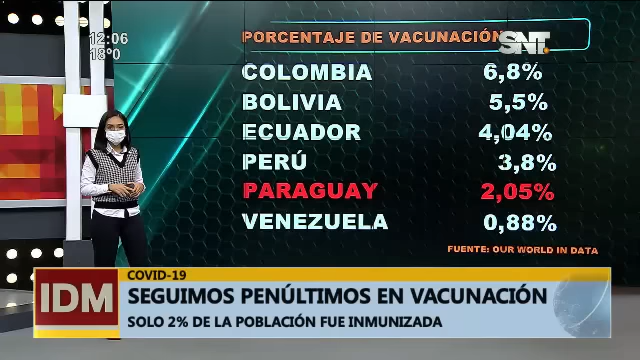 12:06
18°0
PORCENTAJE DE VACUNACIÓN
SNT
COLOMBIA 6,8%
BOLIVIA 5,5%
ECUADOR 4,04%
PERÚ 3,8%
PARAGUAY 2,05%
VENEZUELA 0,88%
FUENTE: OUR WORLD IN DATA
COVID-19
IDM
SEGUIMOS PENÚLTIMOS EN VACUNACIÓN
SOLO 2% DE LA POBLACIÓN FUE INMUNIZADA